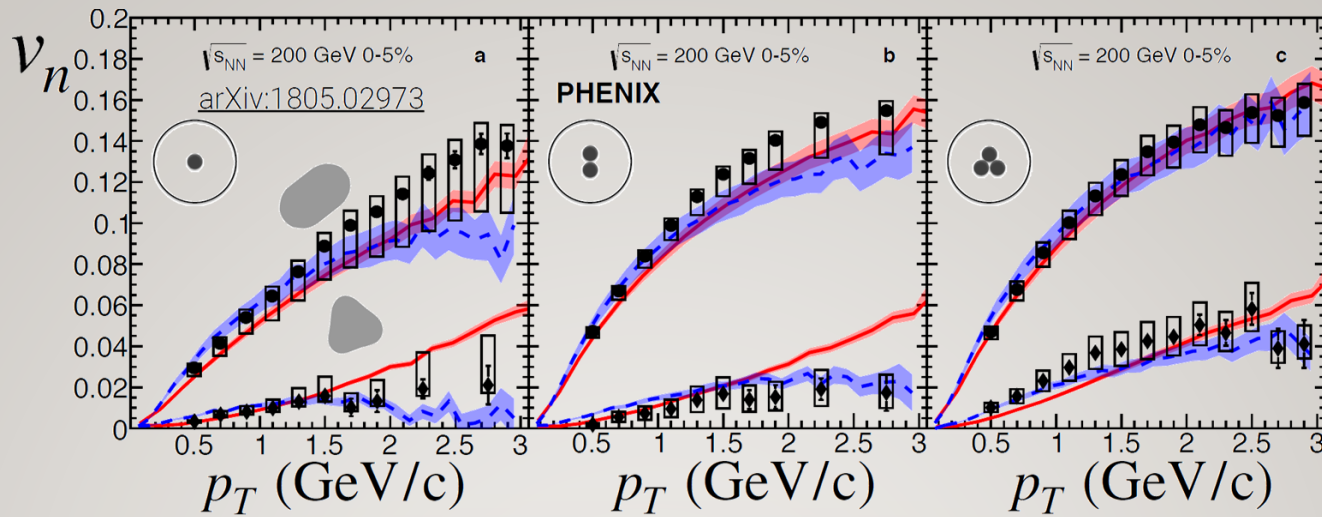 v_n
0.2
0.18
0.16
0.14
0.12
0.1
0.08
0.06
0.04
0.02
0
√s_NN = 200 GeV 0-5% a
arXiv:1805.02973
0.5 1 1.5 2 2.5 3
p_T (GeV/c)
√s_NN = 200 GeV 0-5% b
PHENIX
0.5 1 1.5 2 2.5 3
p_T (GeV/c)
√s_NN = 200 GeV 0-5% c
0.5 1 1.5 2 2.5 3
p_T (GeV/c)